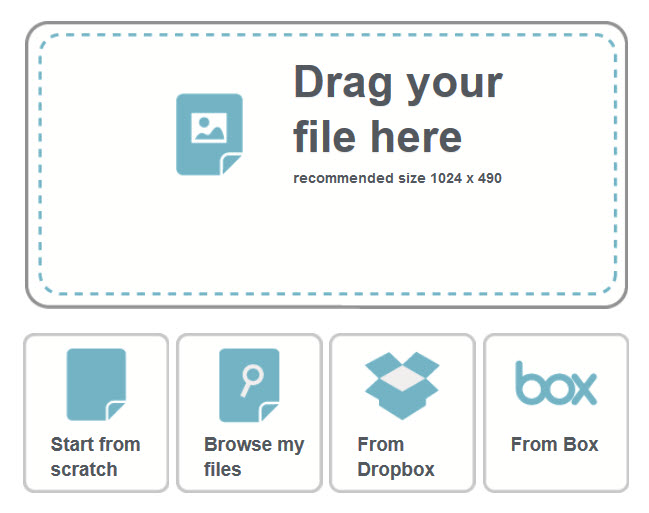 Drag your
file here
recommended size 1024 x 490
Start from
scratch
Browse my
files
From
Dropbox
box
From Box